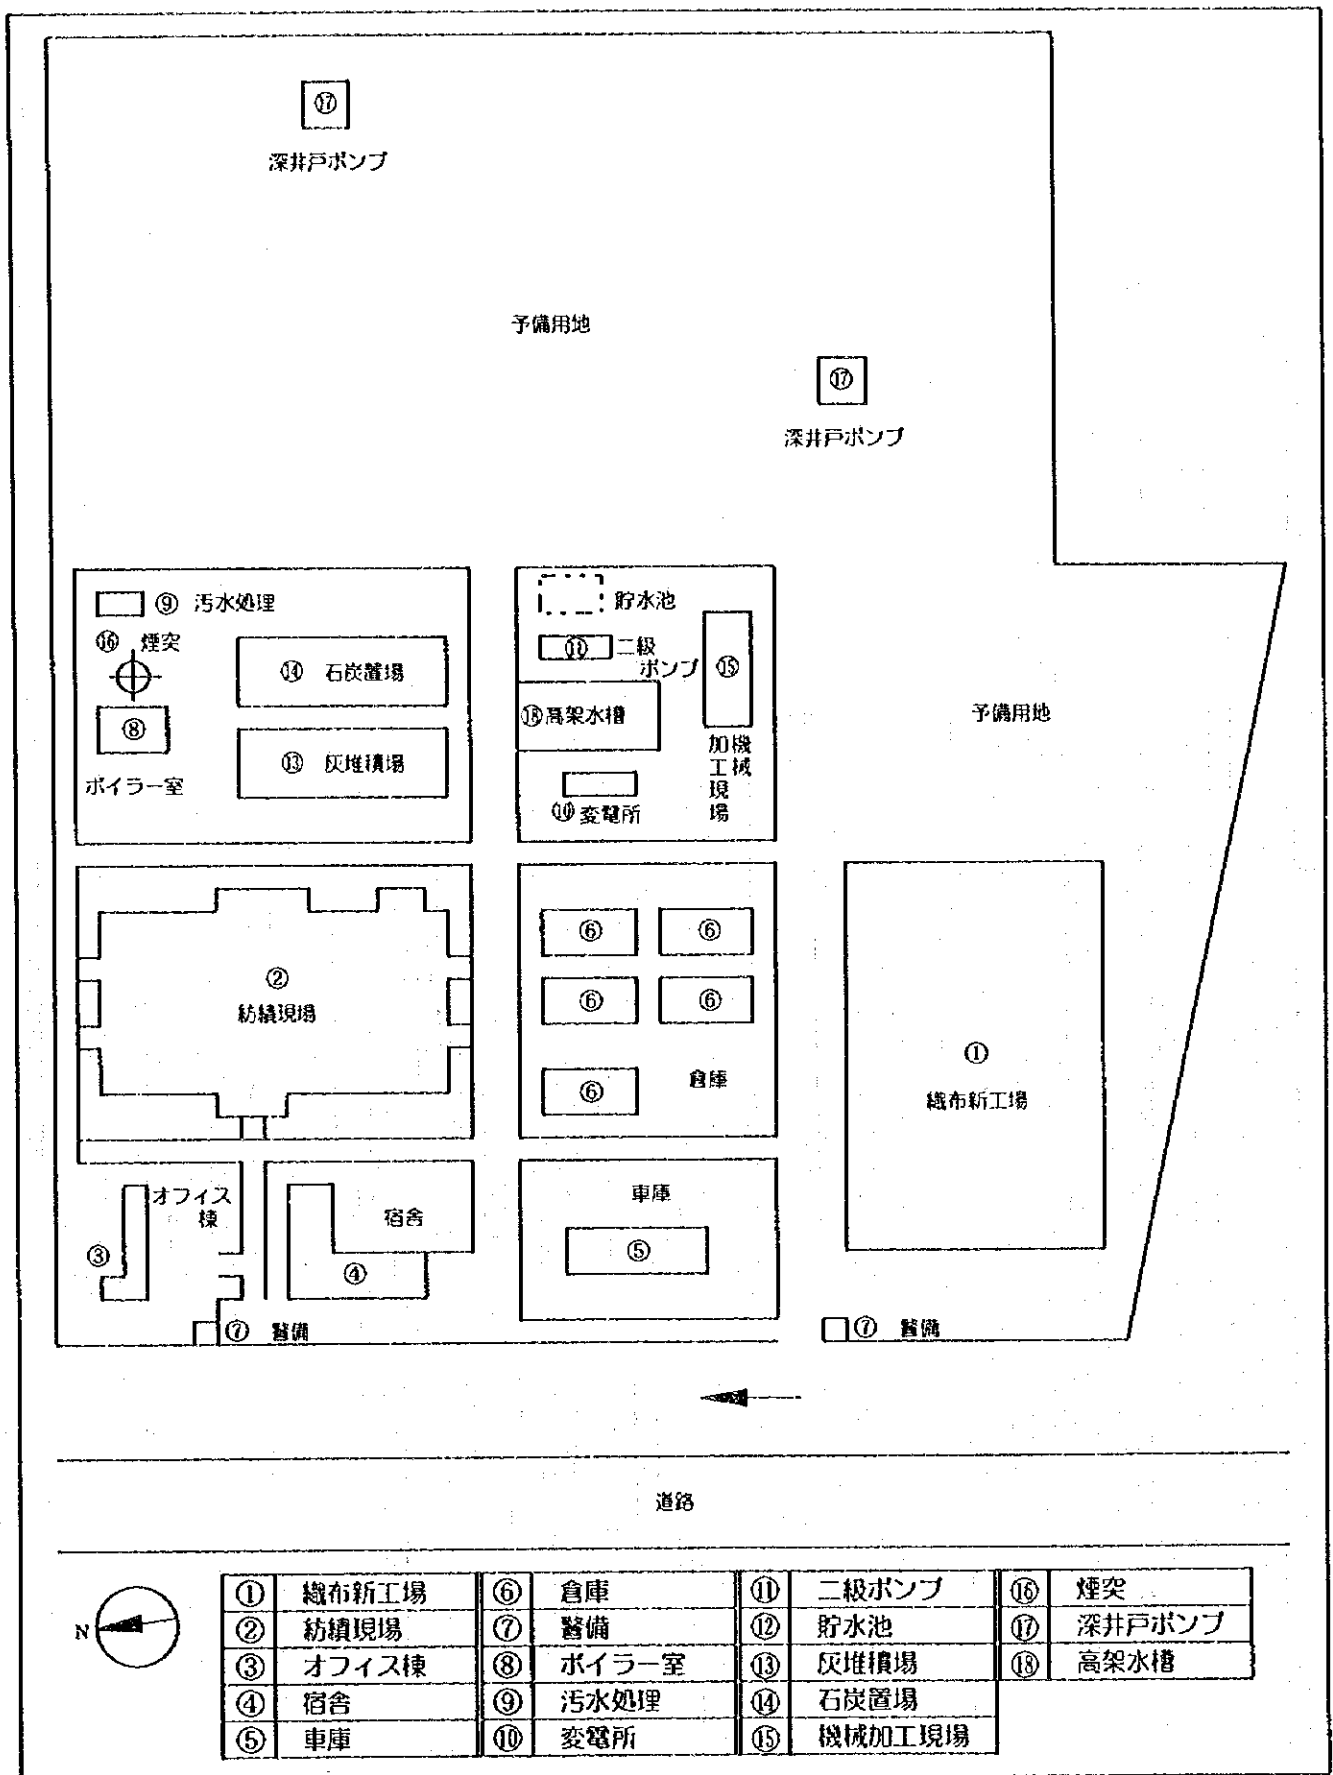 ⑰
深井戸ポンプ
予備用地
⑰
深井戸ポンプ
⑨ 汚水処理
⑯ 煙突
⑭ 石炭置場
⑧
ボイラー室
⑬ 灰堆積場
貯水池
⑪ 二級
ポンプ
⑮
⑱高架水槽
機械
加工現場
⑩変電所
予備用地
②
紡績現場
⑥ ⑥
⑥ ⑥
⑥ 倉庫
①
織布新工場
オフィス
棟
③
宿舎
④
車庫
⑤
⑦ 警備
⑦ 警備
道路
N
① 織布新工場 ⑥ 倉庫 ⑪ 二級ポンプ ⑯ 煙突
② 紡績現場 ⑦ 警備 ⑫ 貯水池 ⑰ 深井戸ポンプ
③ オフィス棟 ⑧ ボイラー室 ⑬ 灰堆積場 ⑱ 高架水槽
④ 宿舎 ⑨ 汚水処理 ⑭ 石炭置場
⑤ 車庫 ⑩ 変電所 ⑮ 機械加工現場